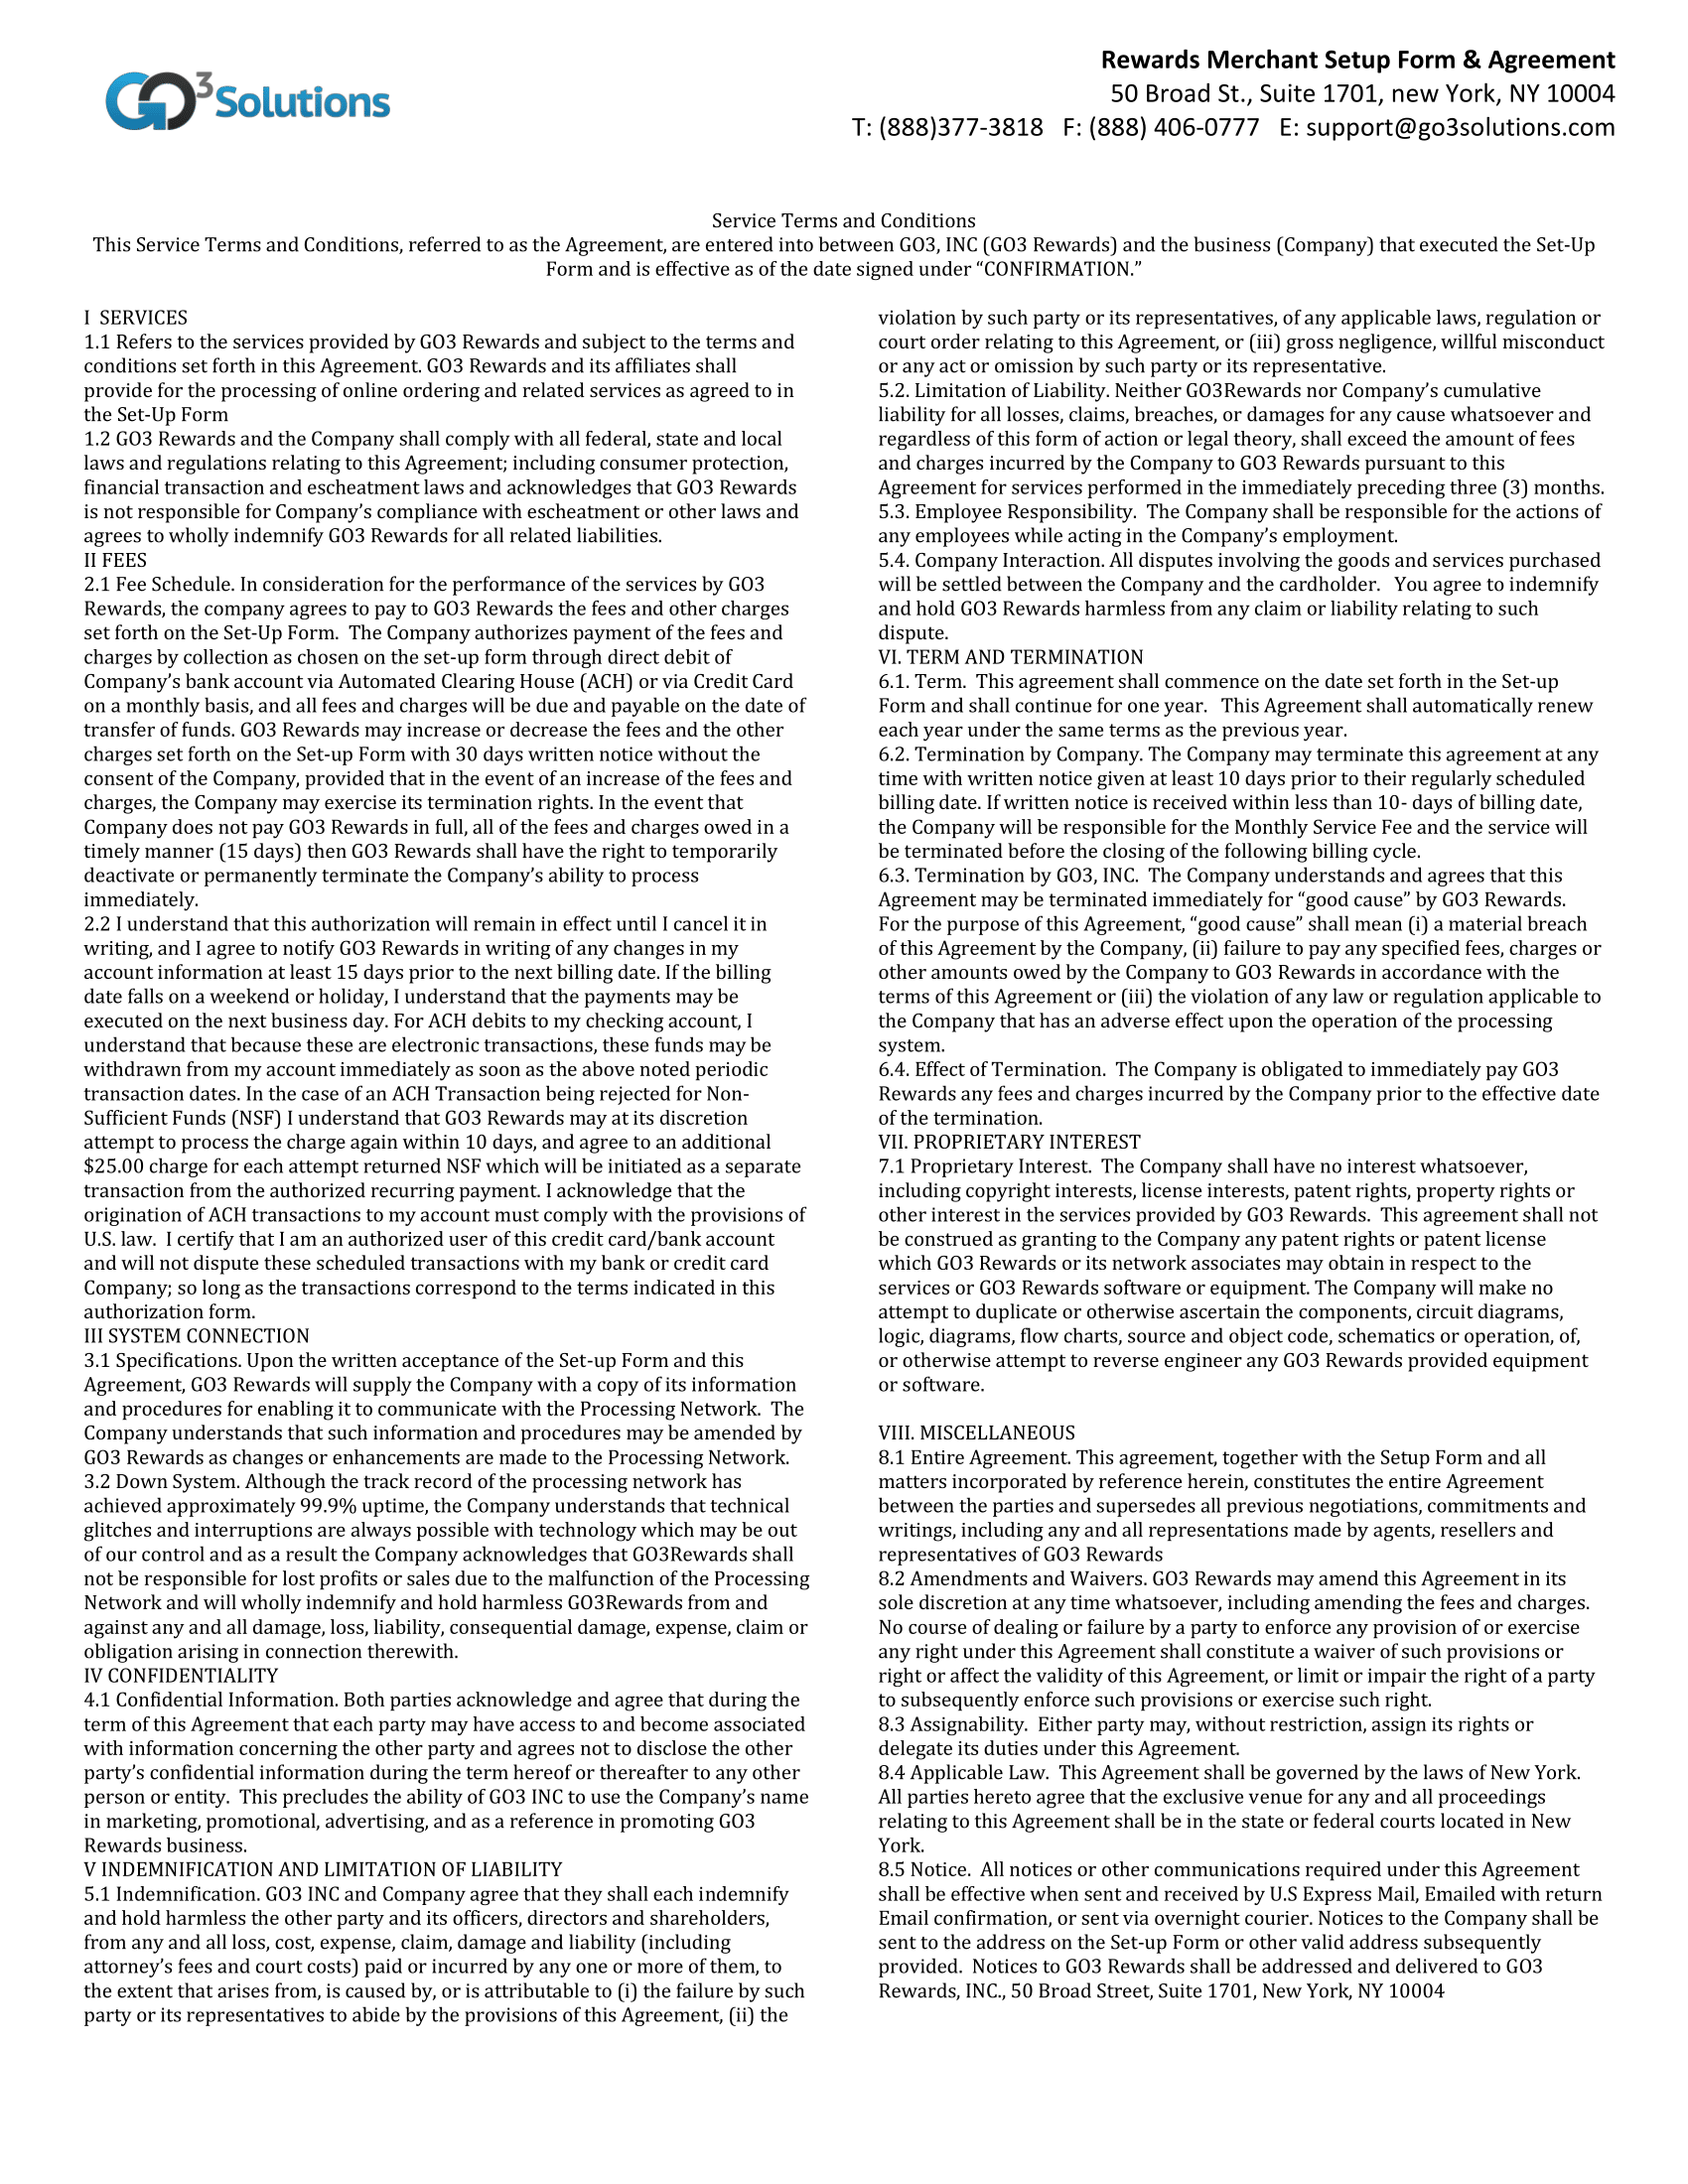 GO3 Solutions
Rewards Merchant Setup Form & Agreement
50 Broad St., Suite 1701, new York, NY 10004
T: (888)377-3818   F: (888) 406-0777   E: support@go3solutions.com
Service Terms and Conditions
This Service Terms and Conditions, referred to as the Agreement, are entered into between GO3, INC (GO3 Rewards) and the business (Company) that executed the Set-Up
Form and is effective as of the date signed under “CONFIRMATION.”
I  SERVICES
1.1 Refers to the services provided by GO3 Rewards and subject to the terms and
conditions set forth in this Agreement. GO3 Rewards and its affiliates shall
provide for the processing of online ordering and related services as agreed to in
the Set-Up Form
1.2 GO3 Rewards and the Company shall comply with all federal, state and local
laws and regulations relating to this Agreement; including consumer protection,
financial transaction and escheatment laws and acknowledges that GO3 Rewards
is not responsible for Company’s compliance with escheatment or other laws and
agrees to wholly indemnify GO3 Rewards for all related liabilities.
II FEES
2.1 Fee Schedule. In consideration for the performance of the services by GO3
Rewards, the company agrees to pay to GO3 Rewards the fees and other charges
set forth on the Set-Up Form.  The Company authorizes payment of the fees and
charges by collection as chosen on the set-up form through direct debit of
Company’s bank account via Automated Clearing House (ACH) or via Credit Card
on a monthly basis, and all fees and charges will be due and payable on the date of
transfer of funds. GO3 Rewards may increase or decrease the fees and the other
charges set forth on the Set-up Form with 30 days written notice without the
consent of the Company, provided that in the event of an increase of the fees and
charges, the Company may exercise its termination rights. In the event that
Company does not pay GO3 Rewards in full, all of the fees and charges owed in a
timely manner (15 days) then GO3 Rewards shall have the right to temporarily
deactivate or permanently terminate the Company’s ability to process
immediately.
2.2 I understand that this authorization will remain in effect until I cancel it in
writing, and I agree to notify GO3 Rewards in writing of any changes in my
account information at least 15 days prior to the next billing date. If the billing
date falls on a weekend or holiday, I understand that the payments may be
executed on the next business day. For ACH debits to my checking account, I
understand that because these are electronic transactions, these funds may be
withdrawn from my account immediately as soon as the above noted periodic
transaction dates. In the case of an ACH Transaction being rejected for Non-
Sufficient Funds (NSF) I understand that GO3 Rewards may at its discretion
attempt to process the charge again within 10 days, and agree to an additional
$25.00 charge for each attempt returned NSF which will be initiated as a separate
transaction from the authorized recurring payment. I acknowledge that the
origination of ACH transactions to my account must comply with the provisions of
U.S. law.  I certify that I am an authorized user of this credit card/bank account
and will not dispute these scheduled transactions with my bank or credit card
Company; so long as the transactions correspond to the terms indicated in this
authorization form.
III SYSTEM CONNECTION
3.1 Specifications. Upon the written acceptance of the Set-up Form and this
Agreement, GO3 Rewards will supply the Company with a copy of its information
and procedures for enabling it to communicate with the Processing Network.  The
Company understands that such information and procedures may be amended by
GO3 Rewards as changes or enhancements are made to the Processing Network.
3.2 Down System. Although the track record of the processing network has
achieved approximately 99.9% uptime, the Company understands that technical
glitches and interruptions are always possible with technology which may be out
of our control and as a result the Company acknowledges that GO3Rewards shall
not be responsible for lost profits or sales due to the malfunction of the Processing
Network and will wholly indemnify and hold harmless GO3Rewards from and
against any and all damage, loss, liability, consequential damage, expense, claim or
obligation arising in connection therewith.
IV CONFIDENTIALITY
4.1 Confidential Information. Both parties acknowledge and agree that during the
term of this Agreement that each party may have access to and become associated
with information concerning the other party and agrees not to disclose the other
party’s confidential information during the term hereof or thereafter to any other
person or entity.  This precludes the ability of GO3 INC to use the Company’s name
in marketing, promotional, advertising, and as a reference in promoting GO3
Rewards business.
V INDEMNIFICATION AND LIMITATION OF LIABILITY
5.1 Indemnification. GO3 INC and Company agree that they shall each indemnify
and hold harmless the other party and its officers, directors and shareholders,
from any and all loss, cost, expense, claim, damage and liability (including
attorney’s fees and court costs) paid or incurred by any one or more of them, to
the extent that arises from, is caused by, or is attributable to (i) the failure by such
party or its representatives to abide by the provisions of this Agreement, (ii) the
violation by such party or its representatives, of any applicable laws, regulation or
court order relating to this Agreement, or (iii) gross negligence, willful misconduct
or any act or omission by such party or its representative.
5.2. Limitation of Liability. Neither GO3Rewards nor Company’s cumulative
liability for all losses, claims, breaches, or damages for any cause whatsoever and
regardless of this form of action or legal theory, shall exceed the amount of fees
and charges incurred by the Company to GO3 Rewards pursuant to this
Agreement for services performed in the immediately preceding three (3) months.
5.3. Employee Responsibility.  The Company shall be responsible for the actions of
any employees while acting in the Company’s employment.
5.4. Company Interaction. All disputes involving the goods and services purchased
will be settled between the Company and the cardholder.   You agree to indemnify
and hold GO3 Rewards harmless from any claim or liability relating to such
dispute.
VI. TERM AND TERMINATION
6.1. Term.  This agreement shall commence on the date set forth in the Set-up
Form and shall continue for one year.   This Agreement shall automatically renew
each year under the same terms as the previous year.
6.2. Termination by Company. The Company may terminate this agreement at any
time with written notice given at least 10 days prior to their regularly scheduled
billing date. If written notice is received within less than 10- days of billing date,
the Company will be responsible for the Monthly Service Fee and the service will
be terminated before the closing of the following billing cycle.
6.3. Termination by GO3, INC.  The Company understands and agrees that this
Agreement may be terminated immediately for “good cause” by GO3 Rewards.
For the purpose of this Agreement, “good cause” shall mean (i) a material breach
of this Agreement by the Company, (ii) failure to pay any specified fees, charges or
other amounts owed by the Company to GO3 Rewards in accordance with the
terms of this Agreement or (iii) the violation of any law or regulation applicable to
the Company that has an adverse effect upon the operation of the processing
system.
6.4. Effect of Termination.  The Company is obligated to immediately pay GO3
Rewards any fees and charges incurred by the Company prior to the effective date
of the termination.
VII. PROPRIETARY INTEREST
7.1 Proprietary Interest.  The Company shall have no interest whatsoever,
including copyright interests, license interests, patent rights, property rights or
other interest in the services provided by GO3 Rewards.  This agreement shall not
be construed as granting to the Company any patent rights or patent license
which GO3 Rewards or its network associates may obtain in respect to the
services or GO3 Rewards software or equipment. The Company will make no
attempt to duplicate or otherwise ascertain the components, circuit diagrams,
logic, diagrams, flow charts, source and object code, schematics or operation, of,
or otherwise attempt to reverse engineer any GO3 Rewards provided equipment
or software.
VIII. MISCELLANEOUS
8.1 Entire Agreement. This agreement, together with the Setup Form and all
matters incorporated by reference herein, constitutes the entire Agreement
between the parties and supersedes all previous negotiations, commitments and
writings, including any and all representations made by agents, resellers and
representatives of GO3 Rewards
8.2 Amendments and Waivers. GO3 Rewards may amend this Agreement in its
sole discretion at any time whatsoever, including amending the fees and charges.
No course of dealing or failure by a party to enforce any provision of or exercise
any right under this Agreement shall constitute a waiver of such provisions or
right or affect the validity of this Agreement, or limit or impair the right of a party
to subsequently enforce such provisions or exercise such right.
8.3 Assignability.  Either party may, without restriction, assign its rights or
delegate its duties under this Agreement.
8.4 Applicable Law.  This Agreement shall be governed by the laws of New York.
All parties hereto agree that the exclusive venue for any and all proceedings
relating to this Agreement shall be in the state or federal courts located in New
York.
8.5 Notice.  All notices or other communications required under this Agreement
shall be effective when sent and received by U.S Express Mail, Emailed with return
Email confirmation, or sent via overnight courier. Notices to the Company shall be
sent to the address on the Set-up Form or other valid address subsequently
provided.  Notices to GO3 Rewards shall be addressed and delivered to GO3
Rewards, INC., 50 Broad Street, Suite 1701, New York, NY 10004